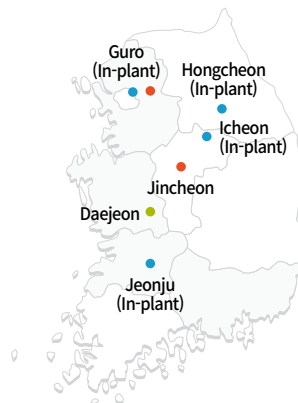 Guro
(In-plant)
Hongcheon
(In-plant)
Icheon
(In-plant)
Jincheon
Daejeon
Jeonju
(In-plant)